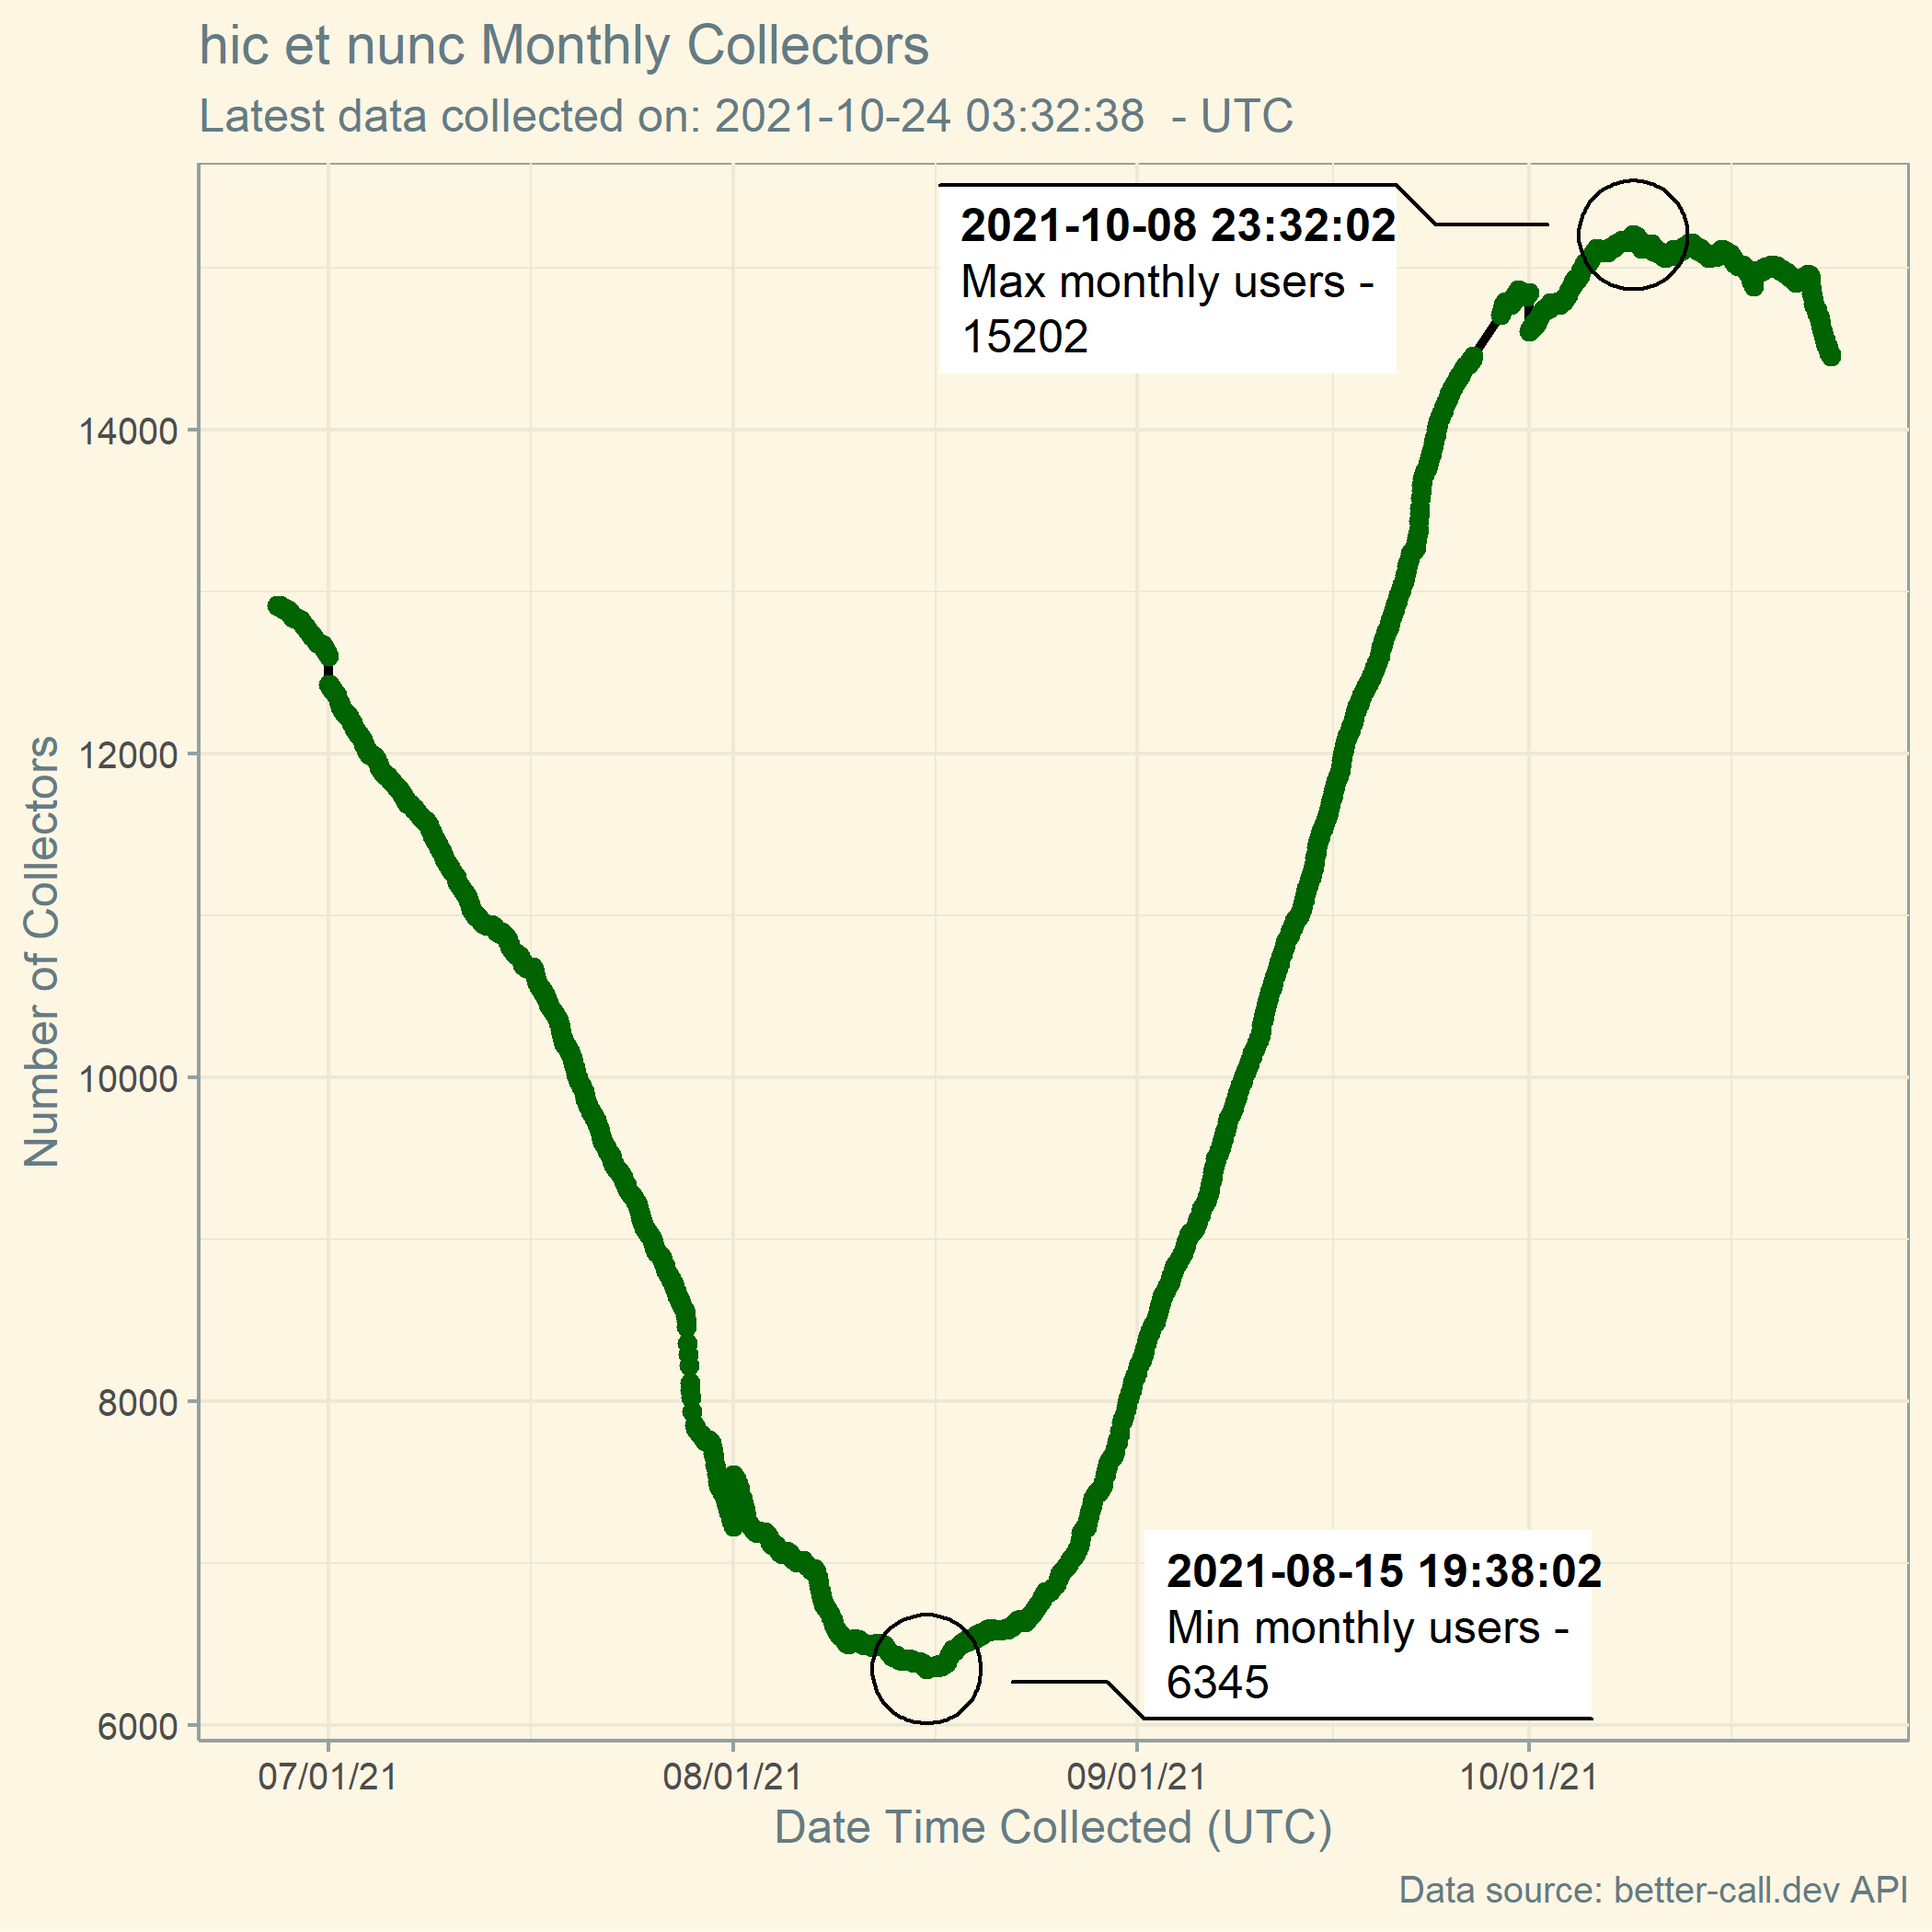 hic et nunc Monthly Collectors
Latest data collected on: 2021-10-24 03:32:38 - UTC
2021-10-08 23:32:02
Max monthly users -
15202
14000
12000
10000
8000
6000
Number of Collectors
2021-08-15 19:38:02
Min monthly users -
6345
07/01/21 08/01/21 09/01/21 10/01/21
Date Time Collected (UTC)
Data source: better-call.dev API